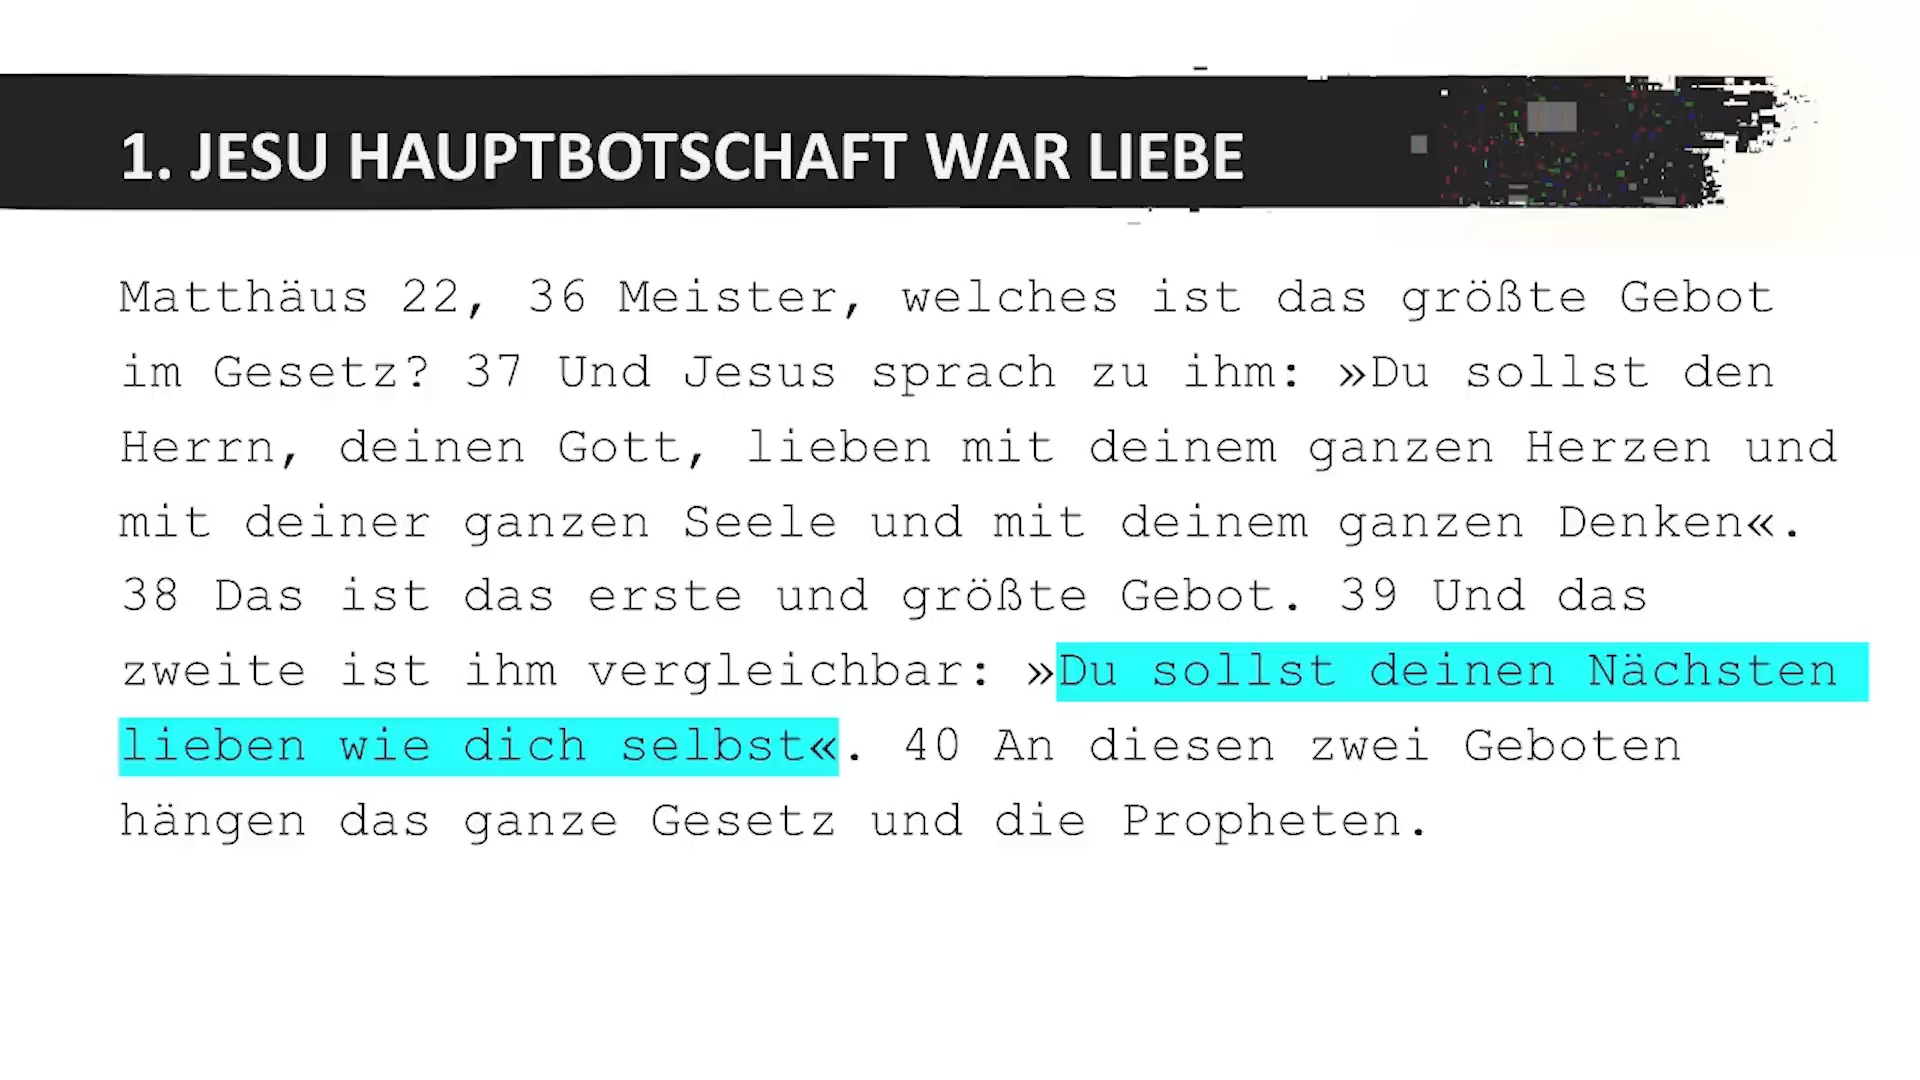 1. JESU HAUPTBOTSCHAFT WAR LIEBE
Matthäus 22, 36 Meister, welches ist das größte Gebot
im Gesetz? 37 Und Jesus sprach zu ihm: »Du sollst den
Herrn, deinen Gott, lieben mit deinem ganzen Herzen und
mit deiner ganzen Seele und mit deinem ganzen Denken«.
38 Das ist das erste und größte Gebot. 39 Und das
zweite ist ihm vergleichbar: »Du sollst deinen Nächsten
lieben wie dich selbst«. 40 An diesen zwei Geboten
hängen das ganze Gesetz und die Propheten.